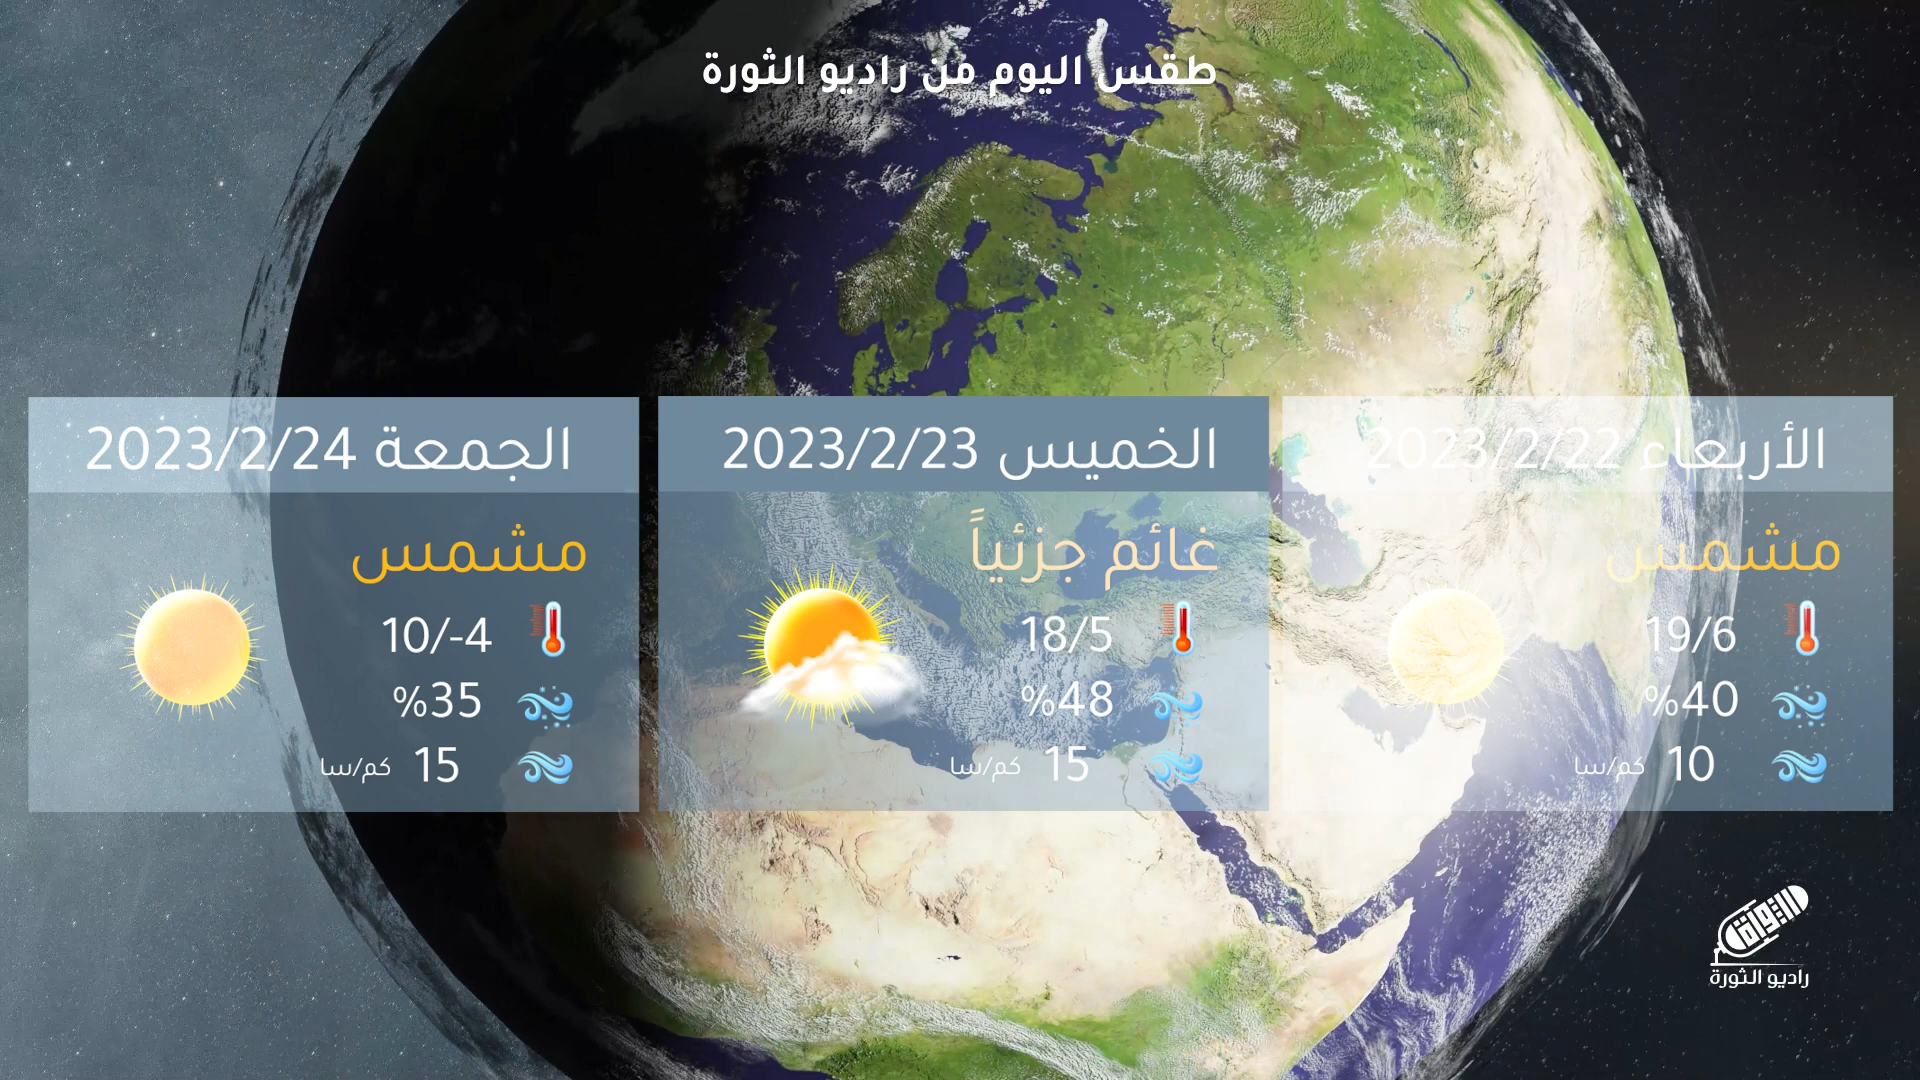 طقس اليوم من راديو الثورة
الأربعاء 2023/2/22
مشمس
19/6
%40
10 كم/سا
الخميس 2023/2/23
غائم جزئياً
18/5
%48
15 كم/سا
الجمعة 2023/2/24
مشمس
10/-4
%35
15 كم/سا
الثورة
راديو الثورة